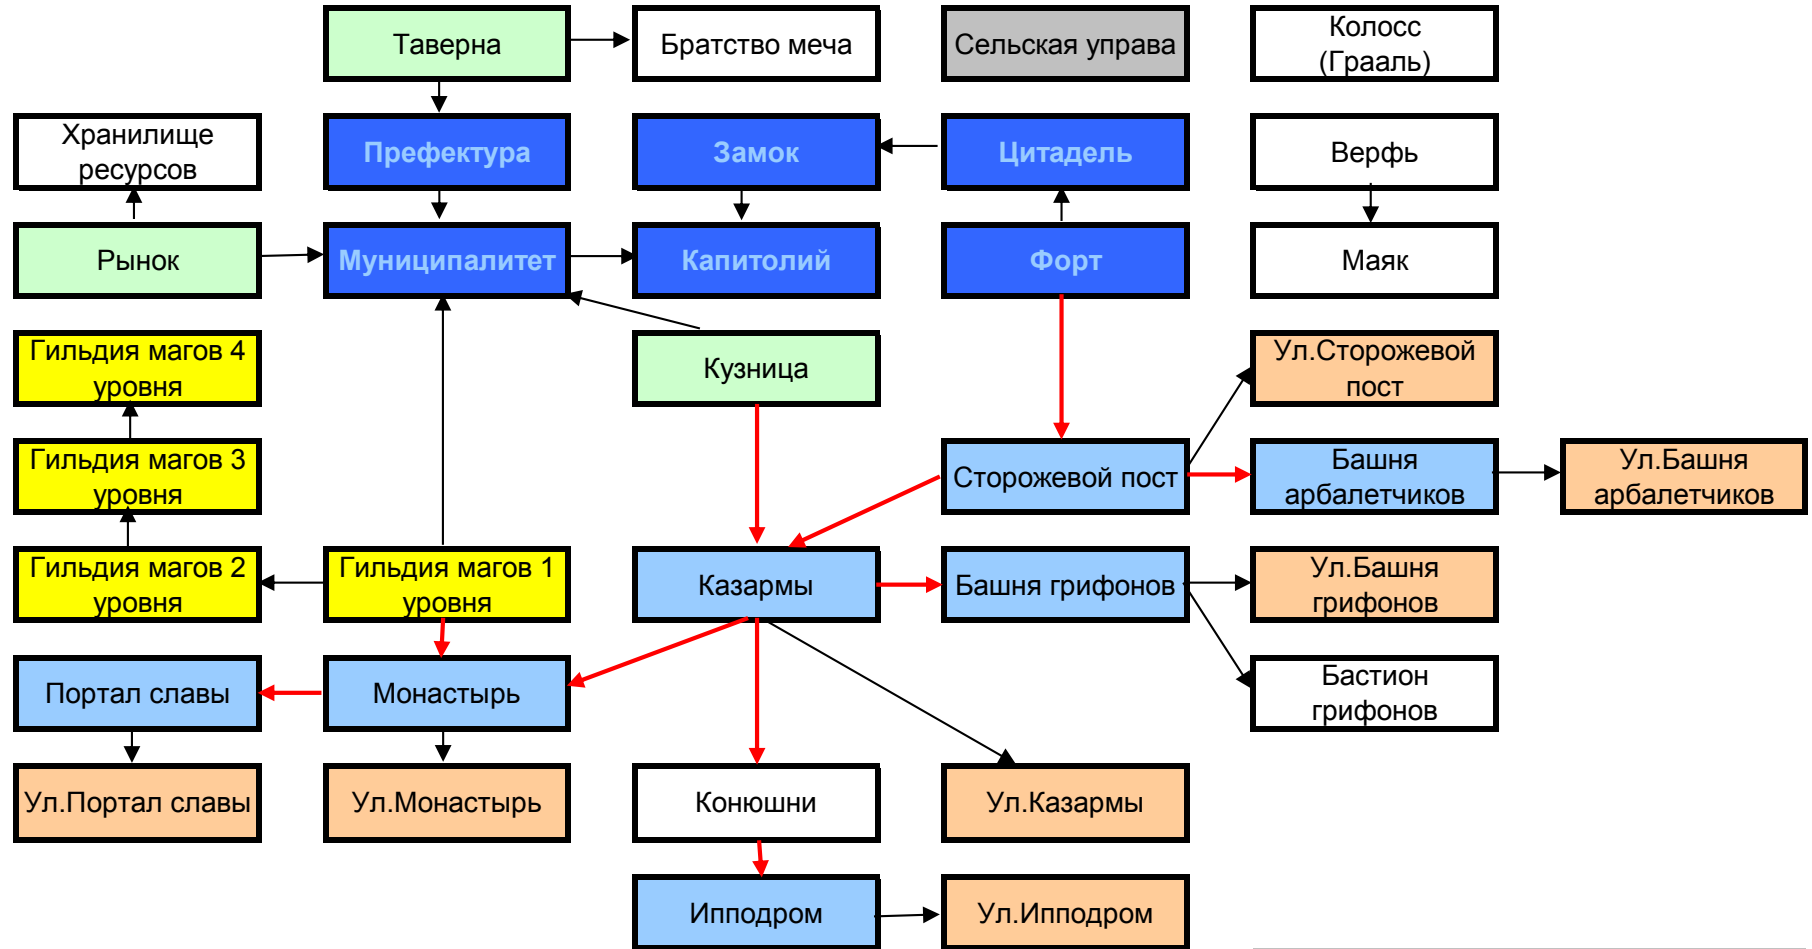 Таверна
Братство меча
Сельская управа
Колосс
(Грааль)
Хранилище
ресурсов
Префектура
Замок
Цитадель
Верфь
Рынок
Муниципалитет
Капитолий
Форт
Маяк
Гильдия магов 4
уровня
Кузница
Ул.Сторожевой
пост
Гильдия магов 3
уровня
Сторожевой пост
Башня
арбалетчиков
Ул.Башня
арбалетчиков
Гильдия магов 2
уровня
Гильдия магов 1
уровня
Казармы
Башня грифонов
Ул.Башня
грифонов
Портал славы
Монастырь
Бастион
грифонов
Ул.Портал славы
Ул.Монастырь
Конюшни
Ул.Казармы
Ипподром
Ул.Ипподром